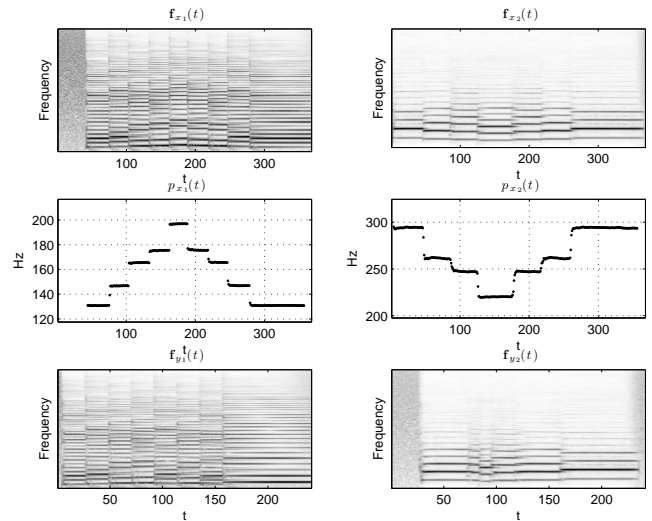 f_{x_1}(t)
f_{x_2}(t)
Frequency
Frequency
100 200 300
100 200 300
t
t
p_{x_1}(t)
p_{x_2}(t)
200
180
160
140
120
Hz
300
250
200
Hz
100 200 300
100 200 300
t
t
f_{y_1}(t)
f_{y_2}(t)
Frequency
Frequency
50 100 150 200
50 100 150 200
t
t